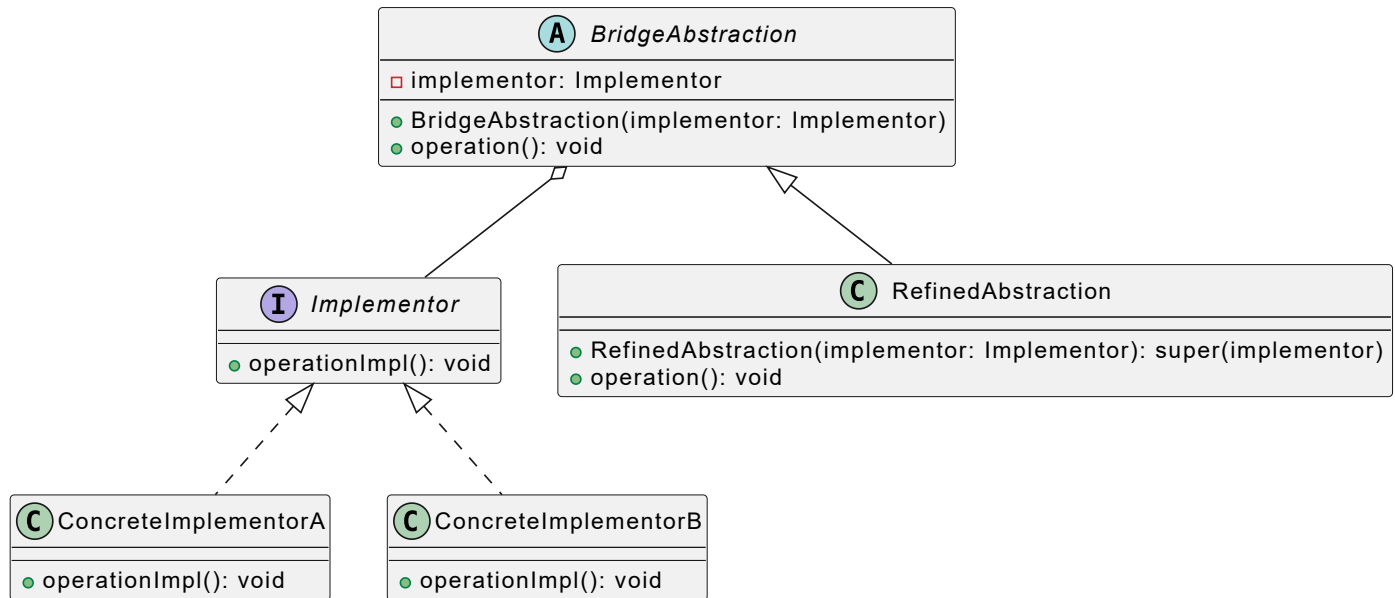 A BridgeAbstraction
implementor: Implementor
BridgeAbstraction(implementor: Implementor)
operation(): void
I Implementor
operationImpl(): void
C RefinedAbstraction
RefinedAbstraction(implementor: Implementor): super(implementor)
operation(): void
C ConcreteImplementorA
operationImpl(): void
C ConcreteImplementorB
operationImpl(): void